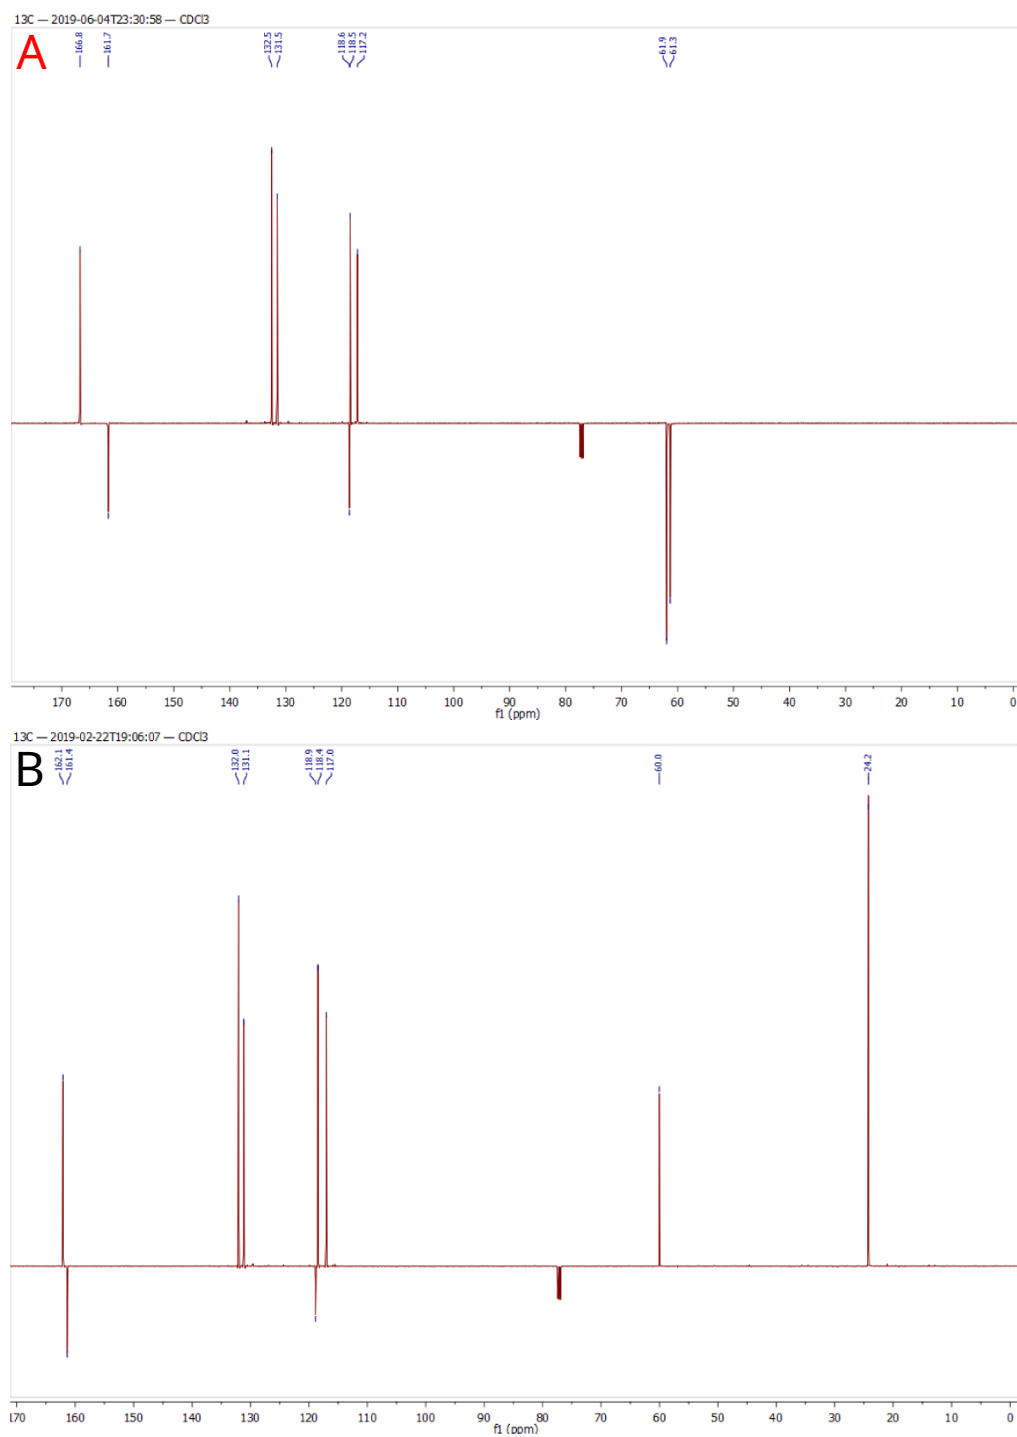 13C — 2019-06-04T23:30:58 — CDCl3
A
166.8 161.7 132.5 131.5 118.6 118.5 117.2 61.9 61.3
170 160 150 140 130 120 110 100 90 80 70 60 50 40 30 20 10 0
f1 (ppm)
13C — 2019-02-22T19:06:07 — CDCl3
B
162.1 161.4 132.0 131.1 118.9 118.4 117.0 60.0 24.2
170 160 150 140 130 120 110 100 90 80 70 60 50 40 30 20 10 0
f1 (ppm)